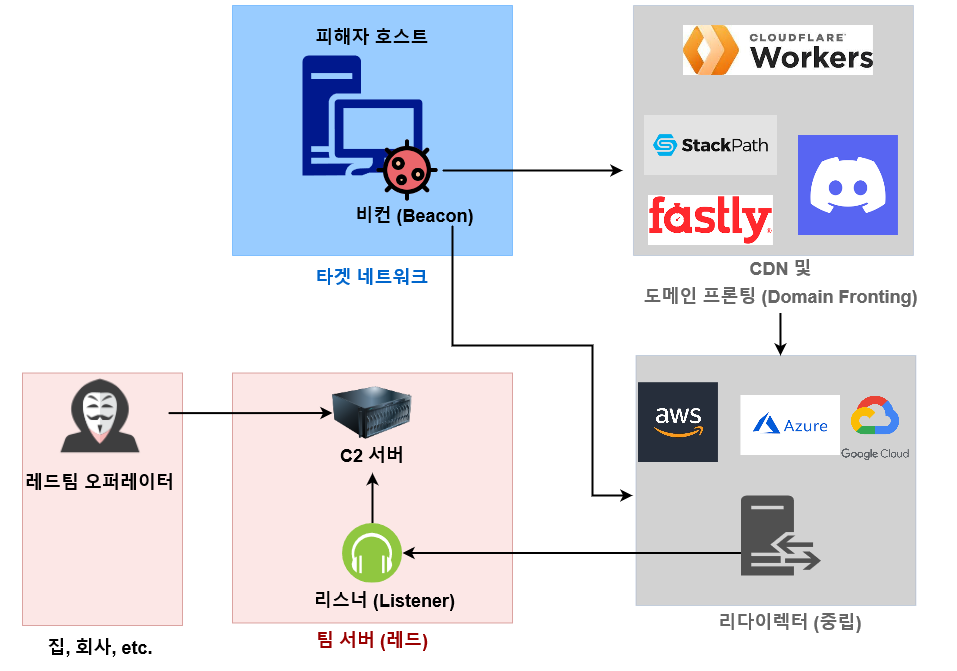 피해자 호스트
비컨 (Beacon)
타겟 네트워크
CLOUDFLARE
Workers
StackPath
fastly
CDN 및
도메인 프론팅 (Domain Fronting)
레드팀 오퍼레이터
집, 회사, etc.
C2 서버
리스너 (Listener)
팀 서버 (레드)
aws
Azure
Google Cloud
리다이렉터 (중립)